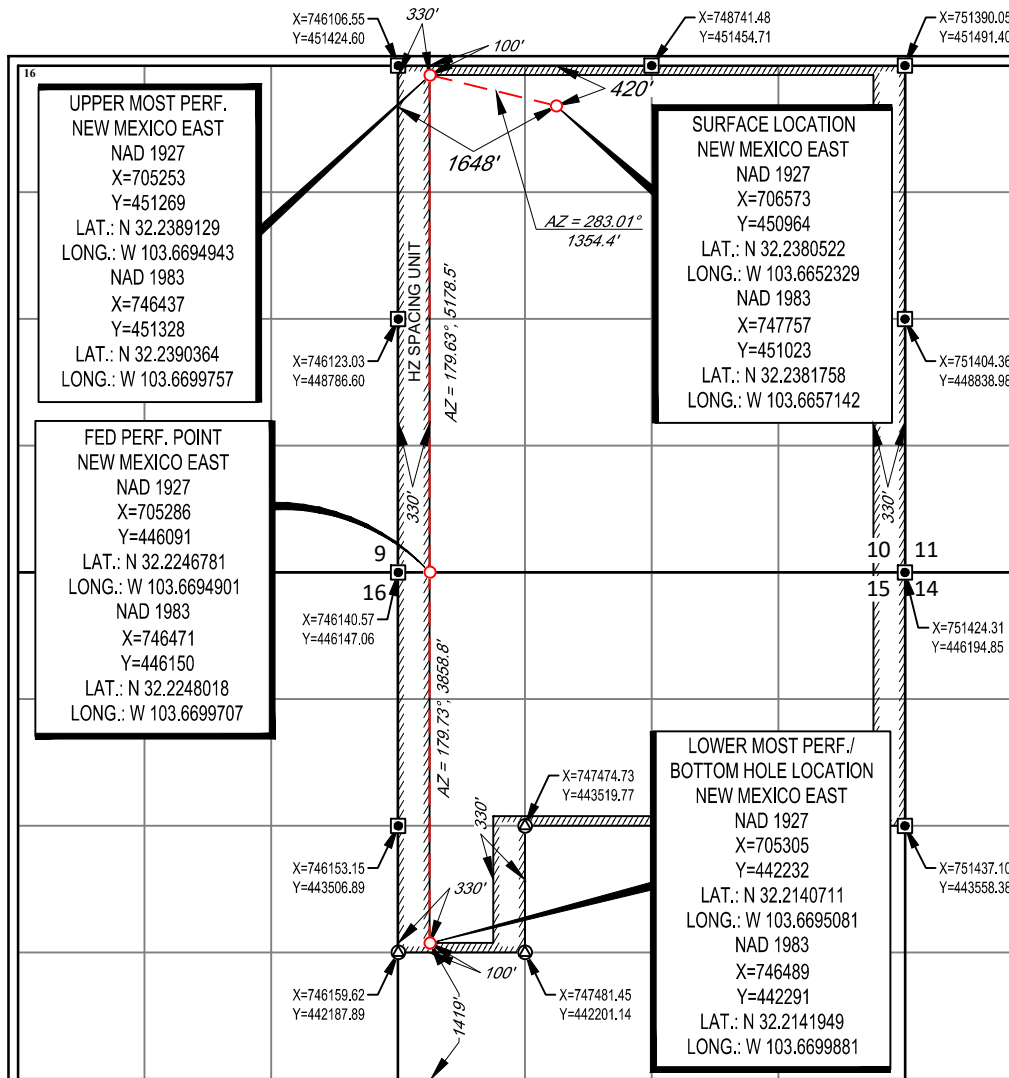 X=746106.55
Y=451424.60
330'
100'
X=748741.48
Y=451454.71
X=751390.05
Y=451491.40
16
UPPER MOST PERF.
NEW MEXICO EAST
NAD 1927
X=705253
Y=451269
LAT.: N 32.2389129
LONG.: W 103.6694943
NAD 1983
X=746437
Y=451328
LAT.: N 32.2390364
LONG.: W 103.6699757
420'
1648'
AZ = 283.01°
1354.4'
SURFACE LOCATION
NEW MEXICO EAST
NAD 1927
X=706573
Y=450964
LAT.: N 32.2380522
LONG.: W 103.6652329
NAD 1983
X=747757
Y=451023
LAT.: N 32.2381758
LONG.: W 103.6657142
HZ SPACING UNIT
AZ = 179.63°, 5178.5'
X=746123.03
Y=448786.60
X=751404.36
Y=448838.98
330'
330'
FED PERF. POINT
NEW MEXICO EAST
NAD 1927
X=705286
Y=446091
LAT.: N 32.2246781
LONG.: W 103.6694901
NAD 1983
X=746471
Y=446150
LAT.: N 32.2248018
LONG.: W 103.6699707
9
16
10
11
15
14
X=746140.57
Y=446147.06
X=751424.31
Y=446194.85
AZ = 179.73°, 3858.8'
X=747474.73
Y=443519.77
330'
LOWER MOST PERF./
BOTTOM HOLE LOCATION
NEW MEXICO EAST
NAD 1927
X=705305
Y=442232
LAT.: N 32.2140711
LONG.: W 103.6695081
NAD 1983
X=746489
Y=442291
LAT.: N 32.2141949
LONG.: W 103.6699881
X=746153.15
Y=443506.89
X=751437.10
Y=443558.38
330'
100'
X=746159.62
Y=442187.89
X=747481.45
Y=442201.14
1419'